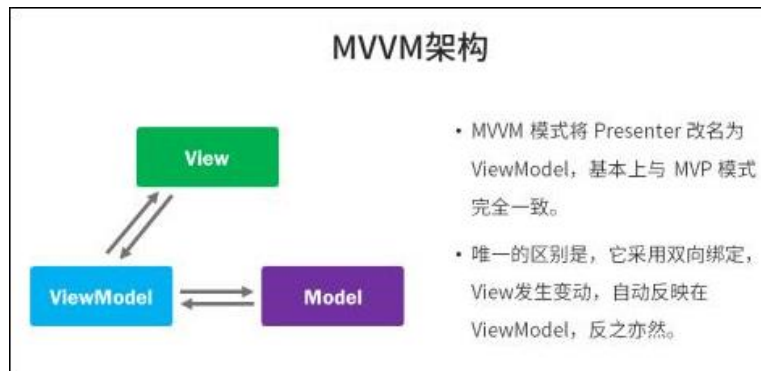 MVVM架构
View
ViewModel
Model
• MVVM 模式将 Presenter 改名为
ViewModel，基本上与 MVP 模式
完全一致。
• 唯一的区别是，它采用双向绑定，
View发生变动，自动反映在
ViewModel，反之亦然。